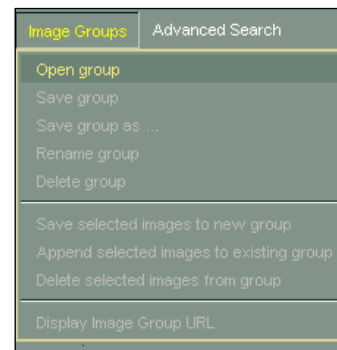 Image Groups Advanced Search
Open group
Save group
Save group as ...
Rename group
Delete group
Save selected images to new group
Append selected images to existing group
Delete selected images from group
Display Image Group URL